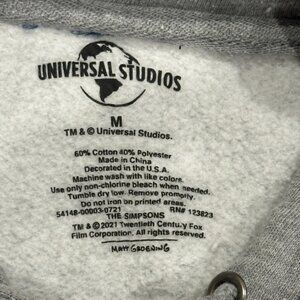 UNIVERSAL STUDIOS
M
TM & © Universal Studios.
60% Cotton 40% Polyester
Made in China
Decorated in the U.S.A.
Machine wash with like colors.
Use only non-chlorine bleach when needed.
Tumble dry low. Remove promptly.
Do not iron on printed areas.
54148-00003-0721 RN# 123823
THE SIMPSONS
TM & © 2021 Twentieth Century Fox
Film Corporation. All rights reserved.
MATT GROENING